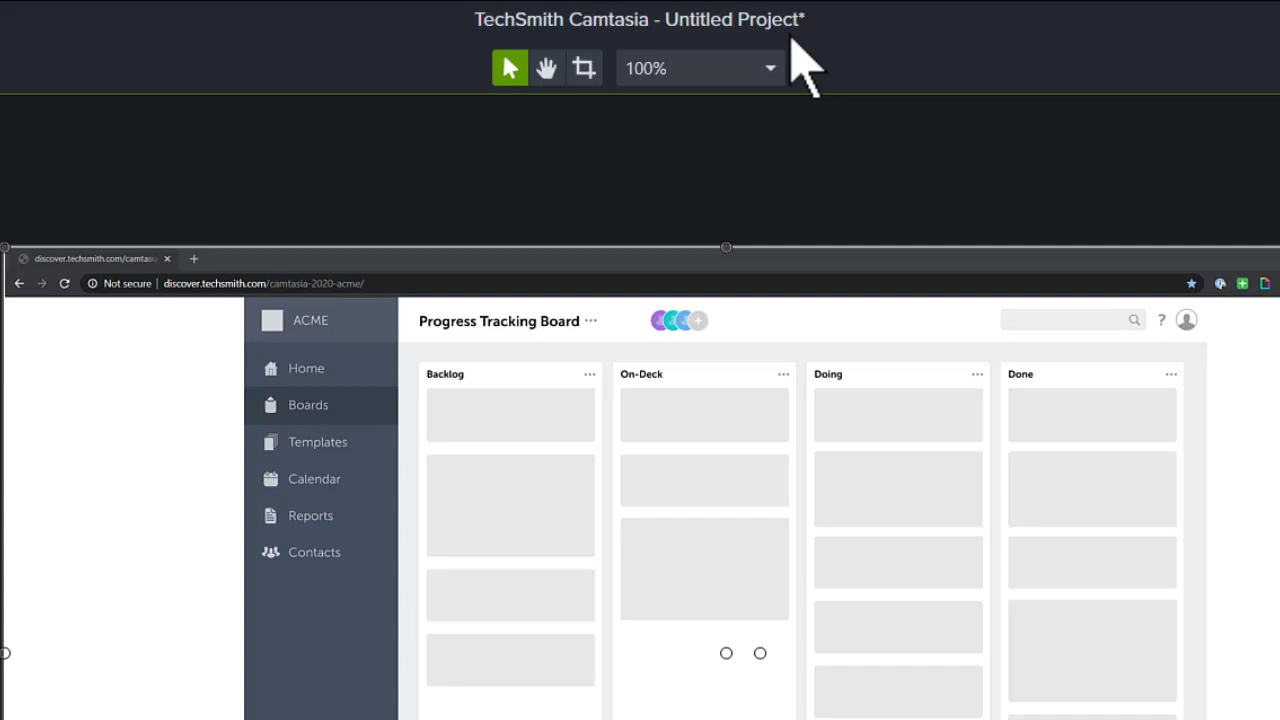 TechSmith Camtasia - Untitled Project*
100%
discover.techsmith.com/camtasi
Not secure | discover.techsmith.com/camtasia-2020-acme/
ACME
Progress Tracking Board ...
+
?
Home
Boards
Templates
Calendar
Reports
Contacts
Backlog ...
On-Deck ...
Doing ...
Done ...